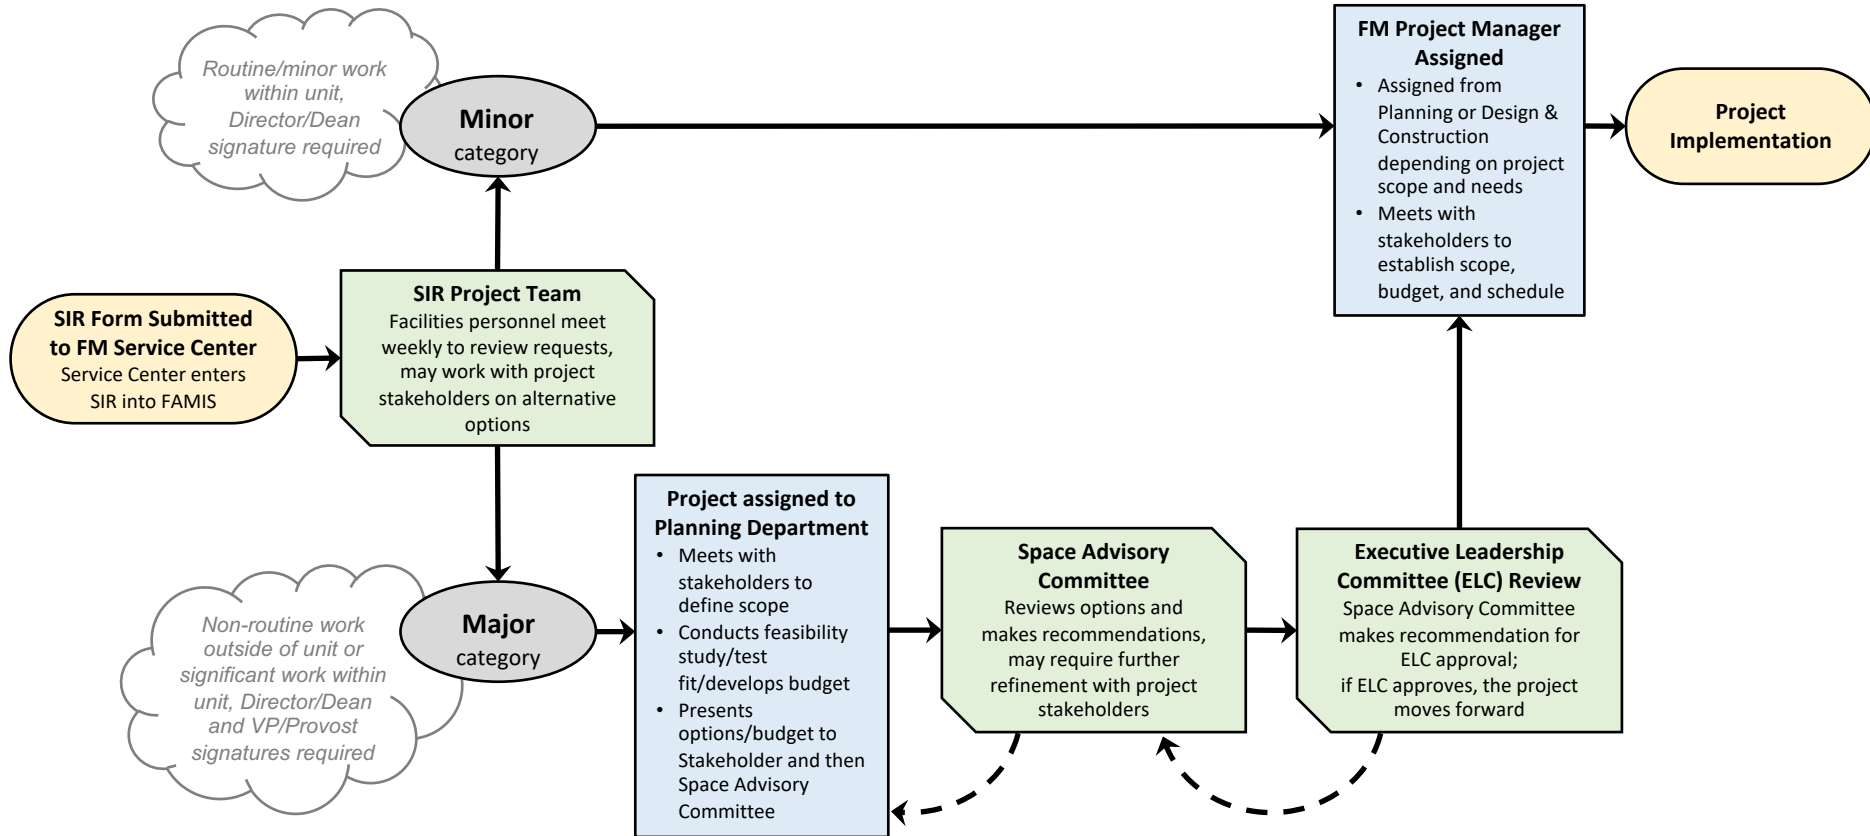 Routine/minor work
within unit,
Director/Dean
signature required
Minor
category
FM Project Manager
Assigned
• Assigned from
Planning or Design &
Construction
depending on project
scope and needs
• Meets with
stakeholders to
establish scope,
budget, and schedule
Project
Implementation
SIR Form Submitted
to FM Service Center
Service Center enters
SIR into FAMIS
SIR Project Team
Facilities personnel meet
weekly to review requests,
may work with project
stakeholders on alternative
options
Non-routine work
outside of unit or
significant work within
unit, Director/Dean
and VP/Provost
signatures required
Major
category
Project assigned to
Planning Department
• Meets with
stakeholders to
define scope
• Conducts feasibility
study/test
fit/develops budget
• Presents
options/budget to
Stakeholder and then
Space Advisory
Committee
Space Advisory
Committee
Reviews options and
makes recommendations,
may require further
refinement with project
stakeholders
Executive Leadership
Committee (ELC) Review
Space Advisory Committee
makes recommendation for
ELC approval;
if ELC approves, the project
moves forward